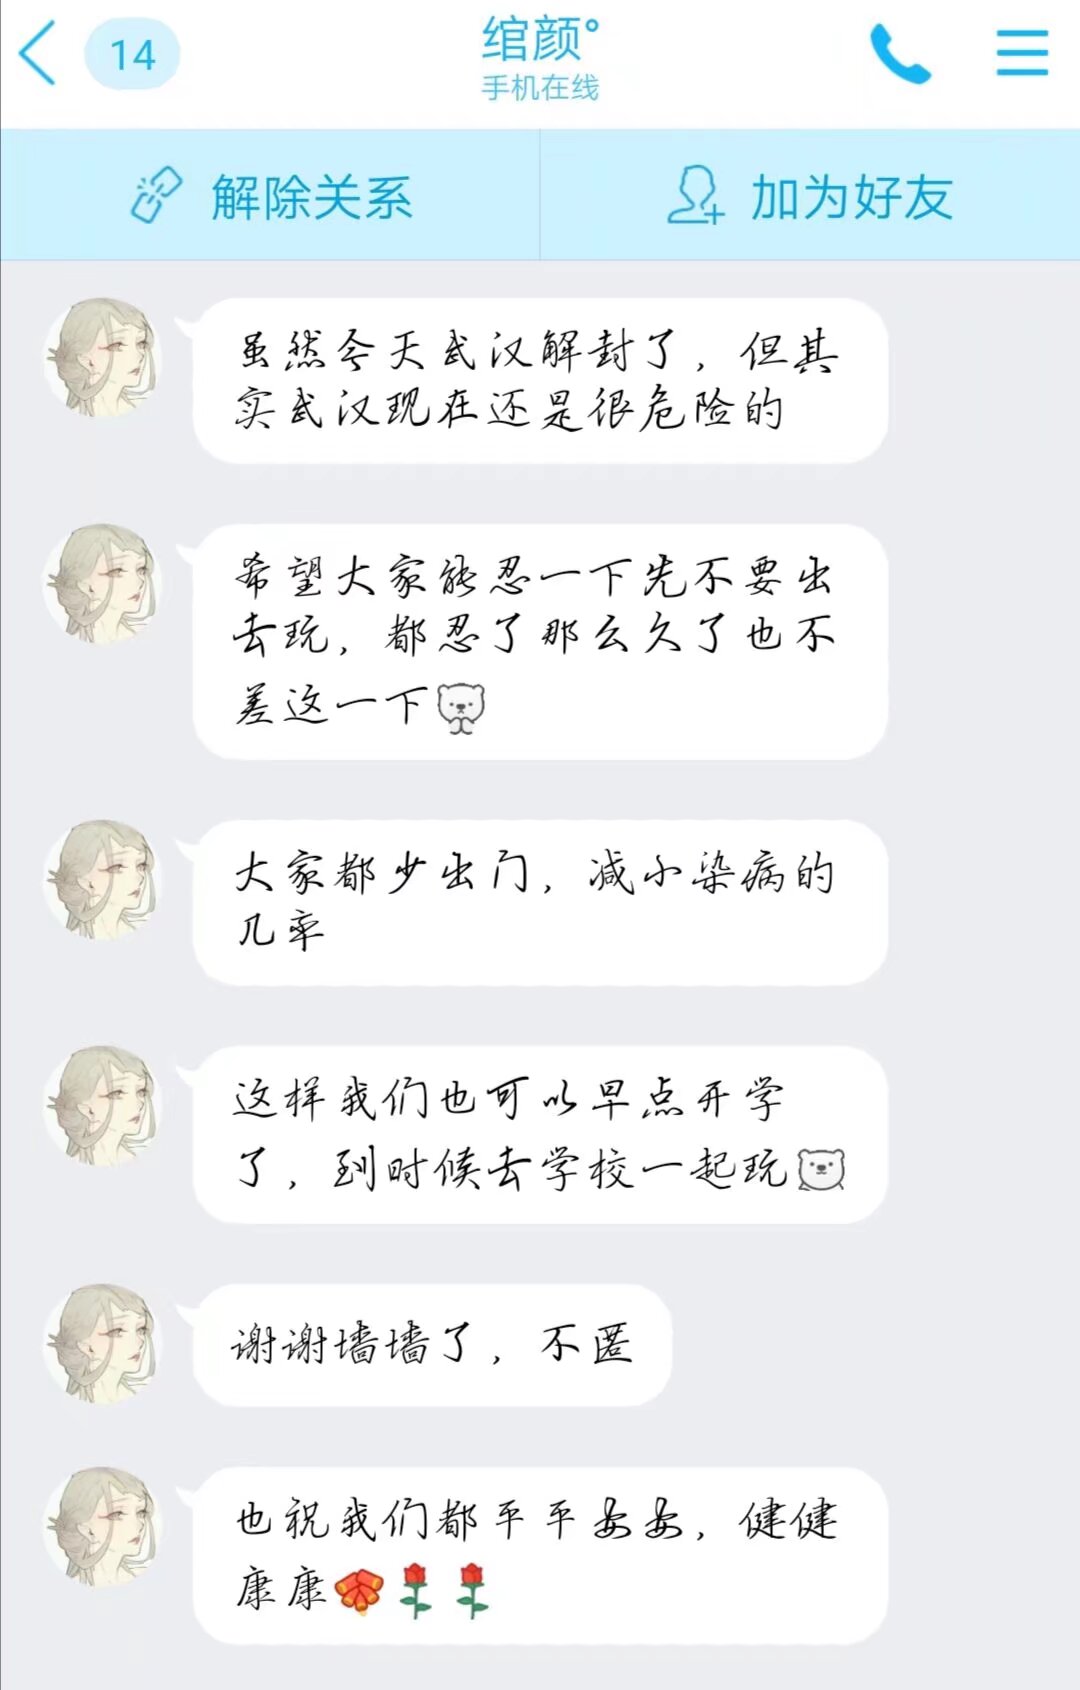 14
绾颜°
手机在线
解除关系
加为好友
虽然今天武汉解封了，但其
实武汉现在还是很危险的
希望大家能忍一下先不要出
去玩，都忍了那么久了也不
差这一下
大家都少出门，减小染病的
几率
这样我们也可以早点开学
了，到时候去学校一起玩
谢谢墙墙了，不匿
也祝我们都平平安安，健健
康康